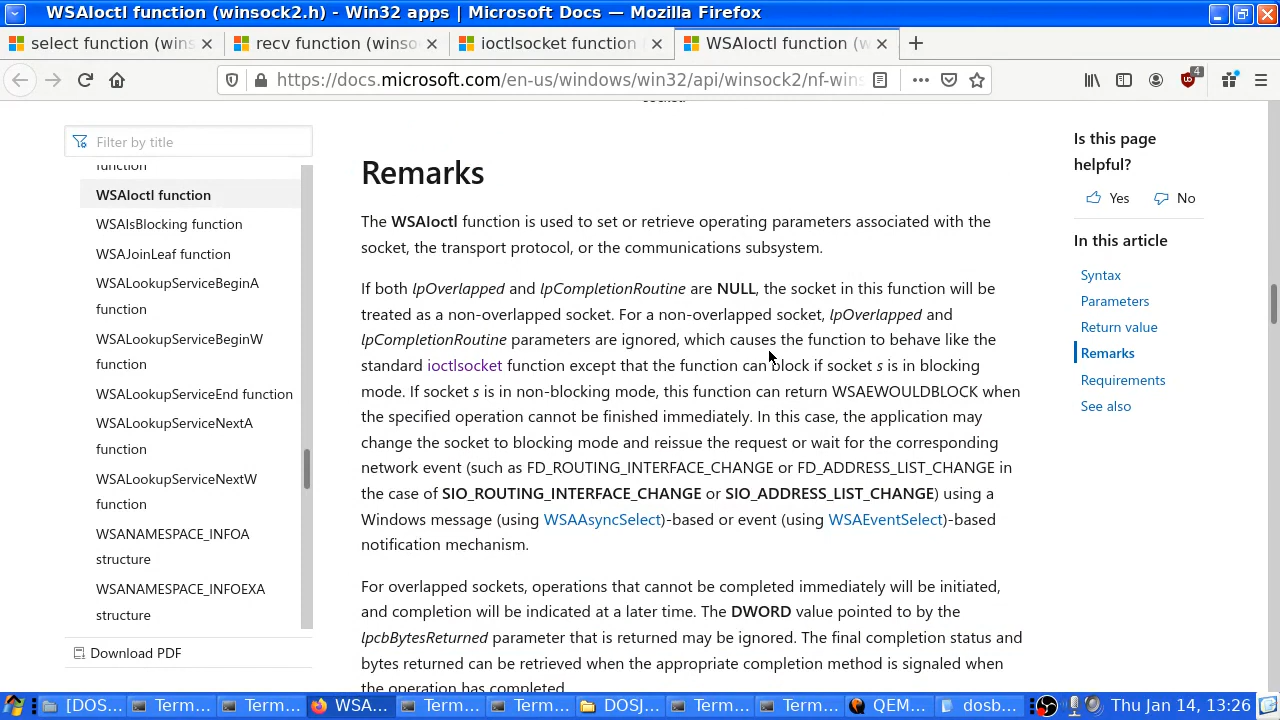 WSAIoctl function (winsock2.h) - Win32 apps | Microsoft Docs — Mozilla Firefox
select function (wins
recv function (winso
ioctlsocket function
WSAIoctl function (w
https://docs.microsoft.com/en-us/windows/win32/api/winsock2/nf-wins
4
Filter by title
function
WSAIoctl function
WSAIsBlocking function
WSAJoinLeaf function
WSALookupServiceBeginA
function
WSALookupServiceBeginW
function
WSALookupServiceEnd function
WSALookupServiceNextA
function
WSALookupServiceNextW
function
WSANAMESPACE_INFOA
structure
WSANAMESPACE_INFOEXA
structure
Download PDF
socket.
Remarks
The WSAIoctl function is used to set or retrieve operating parameters associated with the
socket, the transport protocol, or the communications subsystem.
If both lpOverlapped and lpCompletionRoutine are NULL, the socket in this function will be
treated as a non-overlapped socket. For a non-overlapped socket, lpOverlapped and
lpCompletionRoutine parameters are ignored, which causes the function to behave like the
standard ioctlsocket function except that the function can block if socket s is in blocking
mode. If socket s is in non-blocking mode, this function can return WSAEWOULDBLOCK when
the specified operation cannot be finished immediately. In this case, the application may
change the socket to blocking mode and reissue the request or wait for the corresponding
network event (such as FD_ROUTING_INTERFACE_CHANGE or FD_ADDRESS_LIST_CHANGE in
the case of SIO_ROUTING_INTERFACE_CHANGE or SIO_ADDRESS_LIST_CHANGE) using a
Windows message (using WSAAsyncSelect)-based or event (using WSAEventSelect)-based
notification mechanism.
For overlapped sockets, operations that cannot be completed immediately will be initiated,
and completion will be indicated at a later time. The DWORD value pointed to by the
lpcbBytesReturned parameter that is returned may be ignored. The final completion status and
bytes returned can be retrieved when the appropriate completion method is signaled when
the operation has completed.
Is this page
helpful?
Yes No
In this article
Syntax
Parameters
Return value
Remarks
Requirements
See also
[DOS...
Term...
Term...
WSA...
Term...
Term...
DOSJ...
Term...
Term...
QEM...
dosb...
Thu Jan 14, 13:26